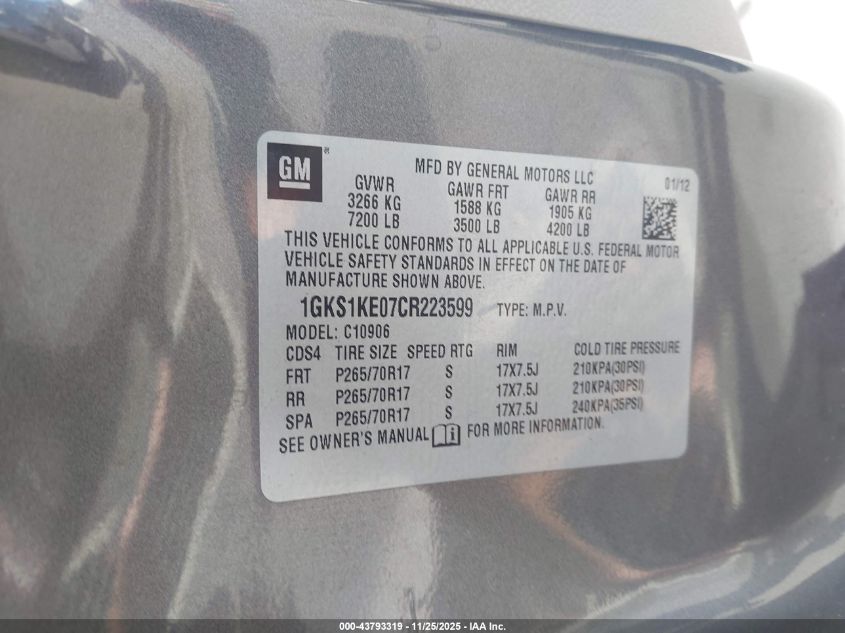 GM
MFD BY GENERAL MOTORS LLC
01/12
GVWR GAWR FRT GAWR RR
3266 KG 1588 KG 1905 KG
7200 LB 3500 LB 4200 LB
THIS VEHICLE CONFORMS TO ALL APPLICABLE U.S. FEDERAL MOTOR
VEHICLE SAFETY STANDARDS IN EFFECT ON THE DATE OF
MANUFACTURE SHOWN ABOVE.
1GKS1KE07CR223599 TYPE: M.P.V.
MODEL: C10906
CDS4 TIRE SIZE SPEED RTG RIM COLD TIRE PRESSURE
FRT P265/70R17 S 17X7.5J 210KPA(30PSI)
RR P265/70R17 S 17X7.5J 210KPA(30PSI)
SPA P265/70R17 S 17X7.5J 240KPA(35PSI)
SEE OWNER'S MANUAL FOR MORE INFORMATION.
000-43793319 - 11/25/2025 - IAA Inc.